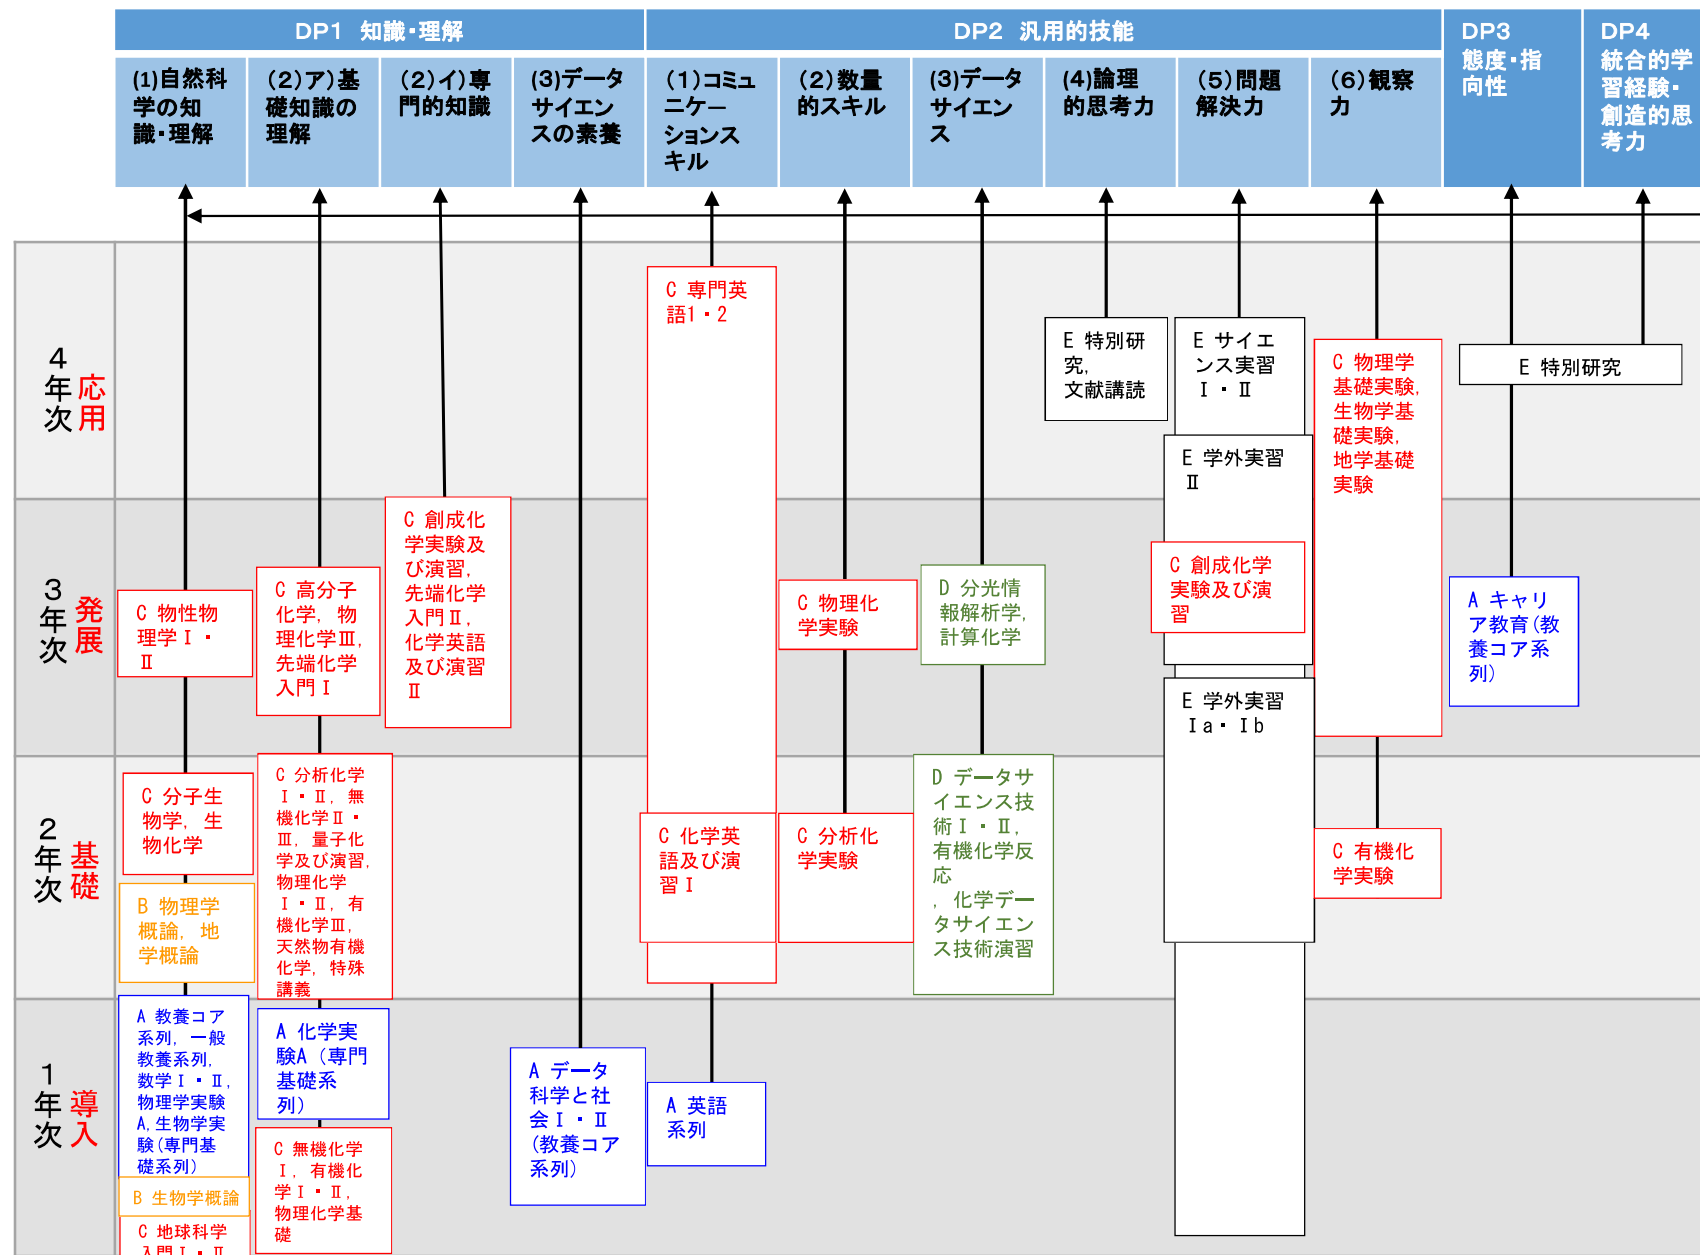 DP1 知識・理解
DP2 汎用的技能
DP3
態度・指
向性
DP4
統合的学
習経験・
創造的思
考力
(1)自然科
学の知
識・理解
（2）ア）基
礎知識の
理解
（2）イ）専
門的知識
(3)データ
サイエン
スの素養
（1）コミュ
ニケー
ションス
キル
（2）数量
的スキル
(3)データ
サイエン
ス
(4)論理
的思考力
（5）問題
解決力
（6）観察
力
4年次
応用
C 専門英
語1・2
E 特別研
究，
文献講読
E サイエ
ンス実習
Ⅰ・Ⅱ
E 学外実習
Ⅱ
C 物理学
基礎実験，
生物学基
礎実験，
地学基礎
実験
E 特別研究
3年次
発展
C 物性物
理学Ⅰ・
Ⅱ
C 高分子
化学，物
理化学Ⅲ，
先端化学
入門Ⅰ
C 創成化
学実験及
び演習，
先端化学
入門Ⅱ，
化学英語
及び演習
Ⅱ
C 物理化
学実験
D 分光情
報解析学，
計算化学
C 創成化学
実験及び演
習
E 学外実習
Ⅰa・Ⅰb
A キャリ
ア教育(教
養コア系
列)
2年次
基礎
C 分子生
物学，生
物化学
B 物理学
概論，地
学概論
C 分析化学
Ⅰ・Ⅱ，無
機化学Ⅱ・
Ⅲ，量子化
学及び演習，
物理化学
Ⅰ・Ⅱ，有
機化学Ⅲ，
天然物有機
化学，特殊
講義
C 化学英
語及び演
習Ⅰ
C 分析化
学実験
D データサ
イエンス技
術Ⅰ・Ⅱ，
有機化学反
応
，化学デー
タサイエン
ス技術演習
C 有機化
学実験
1年次
導入
A 教養コア
系列，一般
教養系列，
数学Ⅰ・Ⅱ，
物理学実験
A，生物学実
験(専門基
礎系列)
B 生物学概論
C 地球科学
入門Ⅰ・Ⅱ
A 化学実
験A（専門
基礎系
列）
C 無機化学
Ⅰ，有機化
学Ⅰ・Ⅱ，
物理化学基
礎
A データ
科学と社
会Ⅰ・Ⅱ
(教養コア
系列)
A 英語
系列